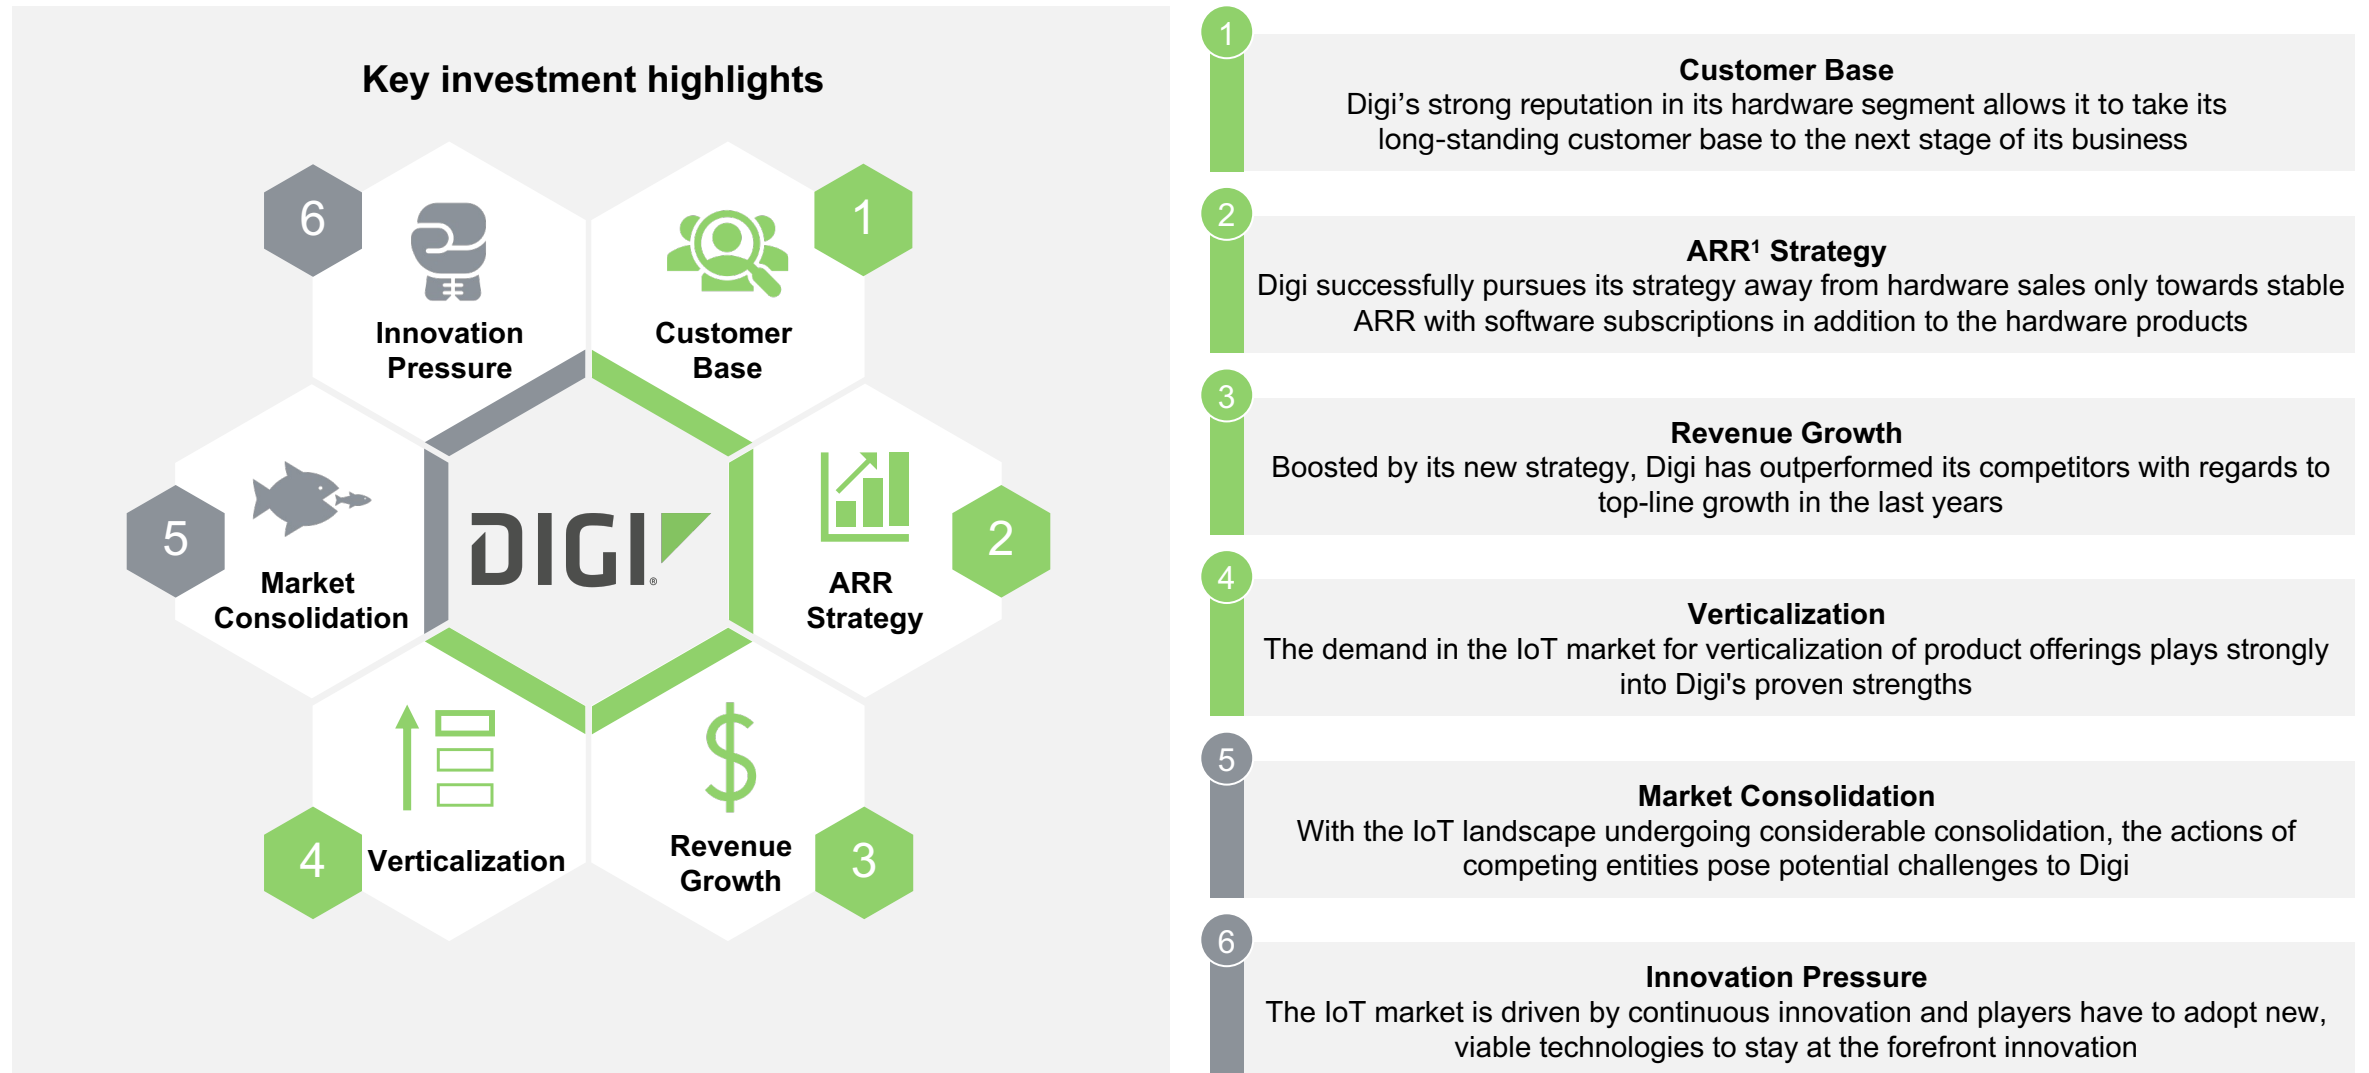 Key investment highlights
6
Innovation
Pressure
1
Customer
Base
5
Market
Consolidation
DIGI®
2
ARR
Strategy
4
Verticalization
3
Revenue
Growth
1
Customer Base
Digi’s strong reputation in its hardware segment allows it to take its
long-standing customer base to the next stage of its business
2
ARR¹ Strategy
Digi successfully pursues its strategy away from hardware sales only towards stable
ARR with software subscriptions in addition to the hardware products
3
Revenue Growth
Boosted by its new strategy, Digi has outperformed its competitors with regards to
top-line growth in the last years
4
Verticalization
The demand in the IoT market for verticalization of product offerings plays strongly
into Digi's proven strengths
5
Market Consolidation
With the IoT landscape undergoing considerable consolidation, the actions of
competing entities pose potential challenges to Digi
6
Innovation Pressure
The IoT market is driven by continuous innovation and players have to adopt new,
viable technologies to stay at the forefront innovation